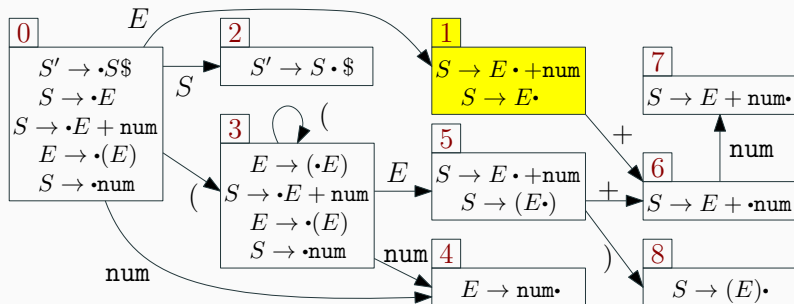 0
S′ → •S$
S → •E
S → •E + num
E → •(E)
S → •num
E
S
(
num
2
S′ → S • $
3
E → (•E)
S → •E + num
E → •(E)
S → •num
(
E
num
1
S → E • +num
S → E•
5
S → E • +num
S → (E•)
4
E → num•
+
+
)
7
S → E + num•
num
6
S → E + •num
8
S → (E)•